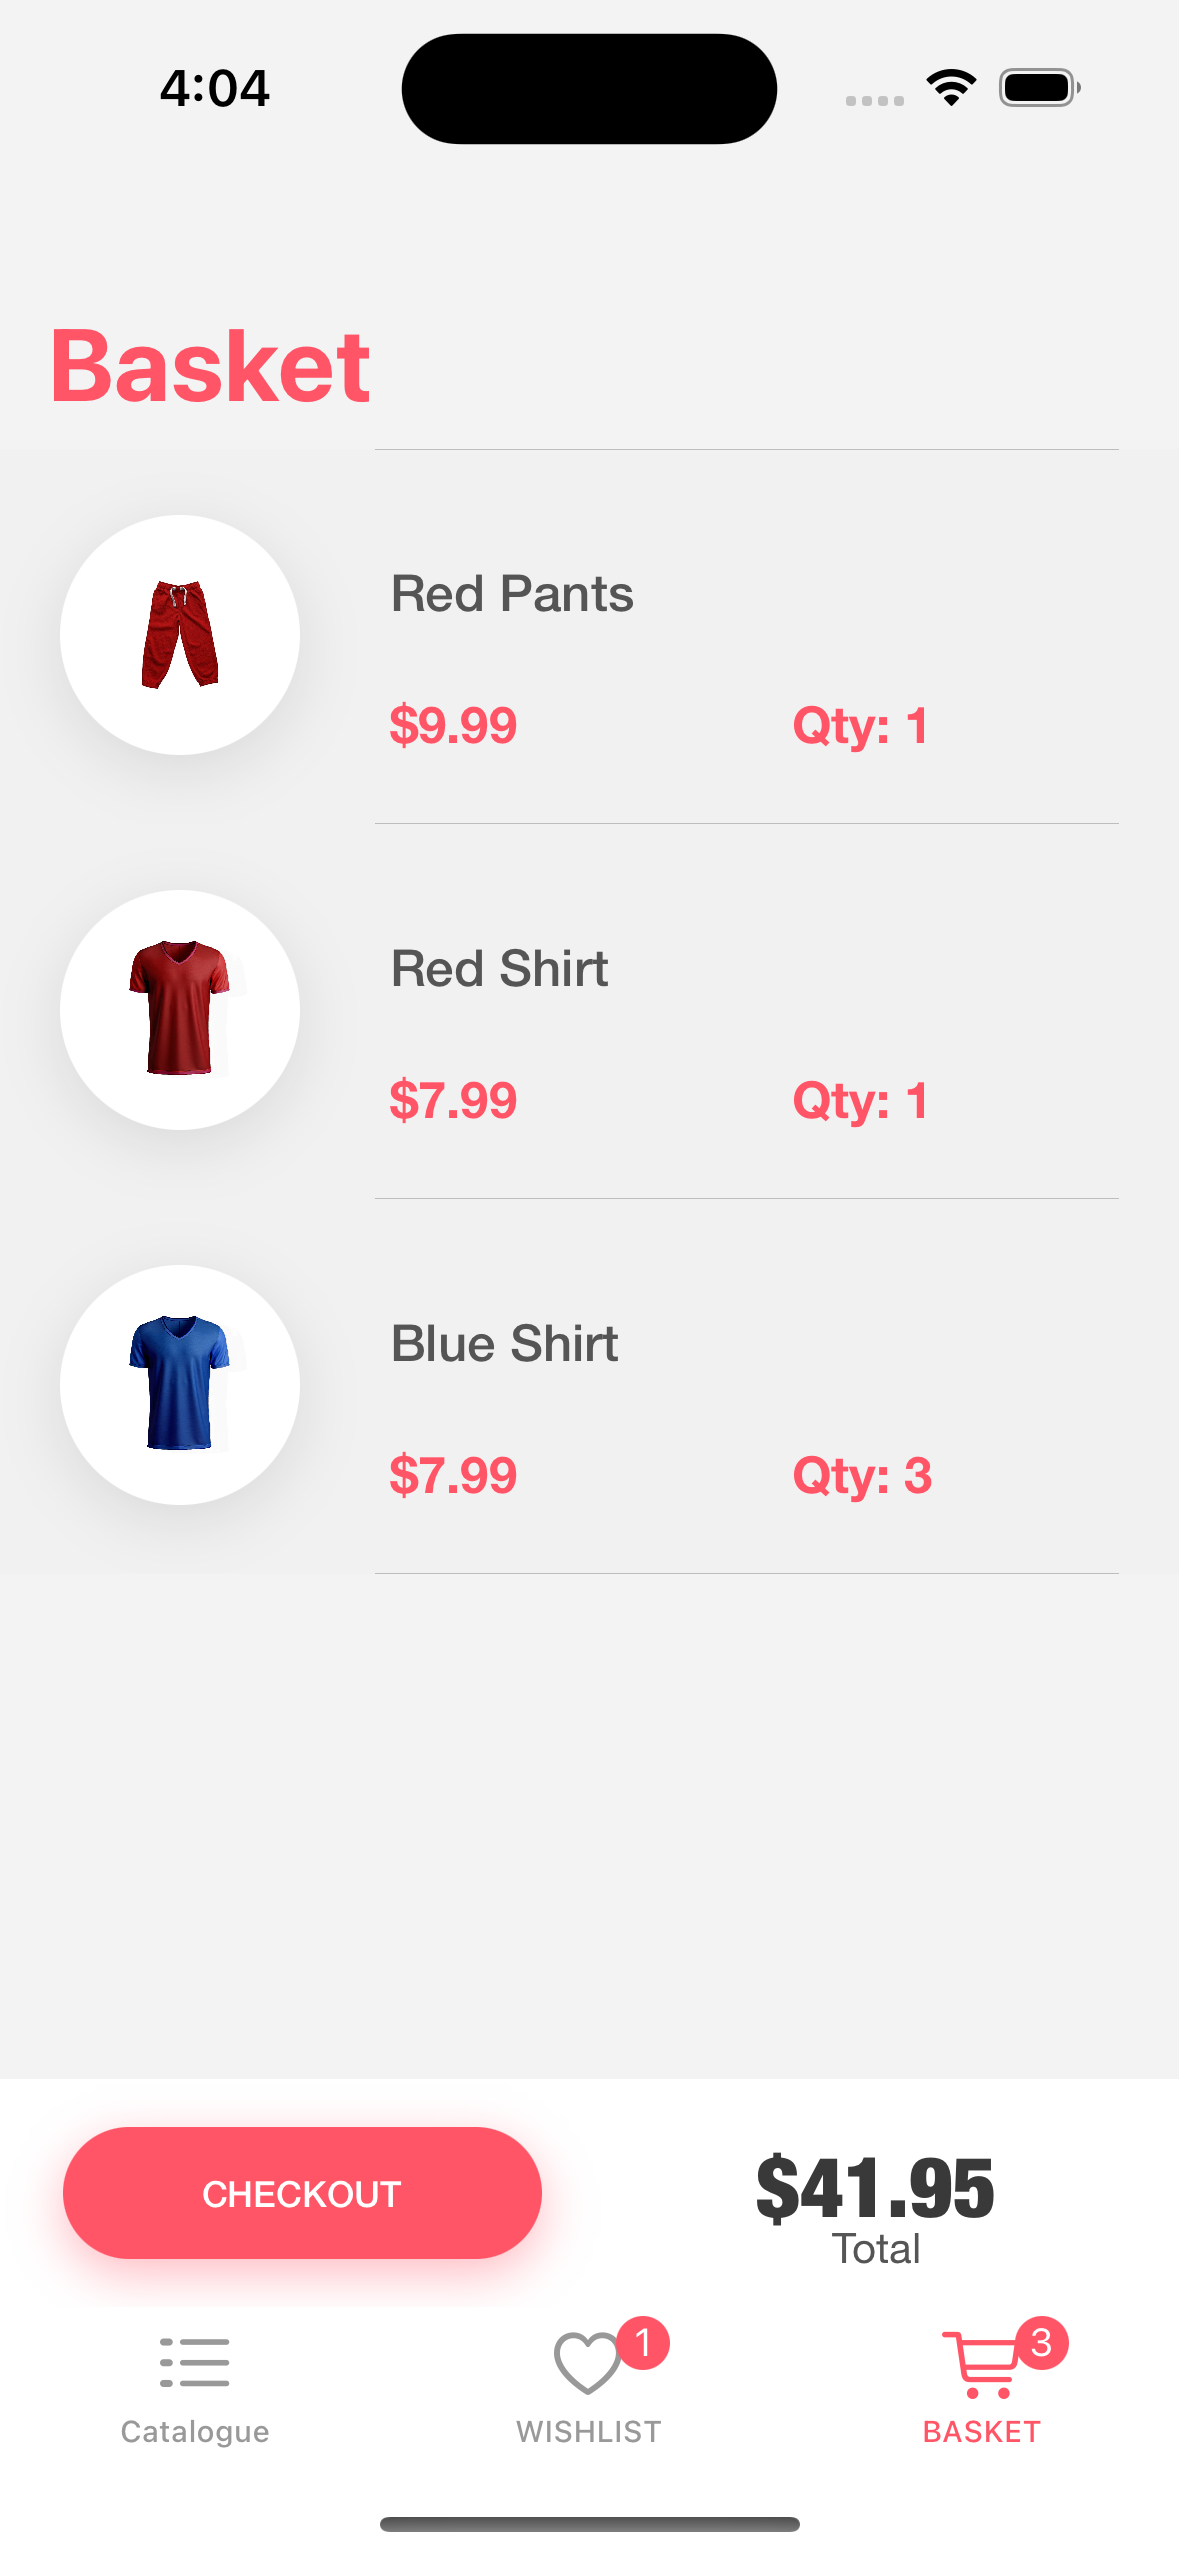 4:04
Basket
Red Pants
$9.99 Qty: 1
Red Shirt
$7.99 Qty: 1
Blue Shirt
$7.99 Qty: 3
CHECKOUT
$41.95
Total
1
3
Catalogue
WISHLIST
BASKET